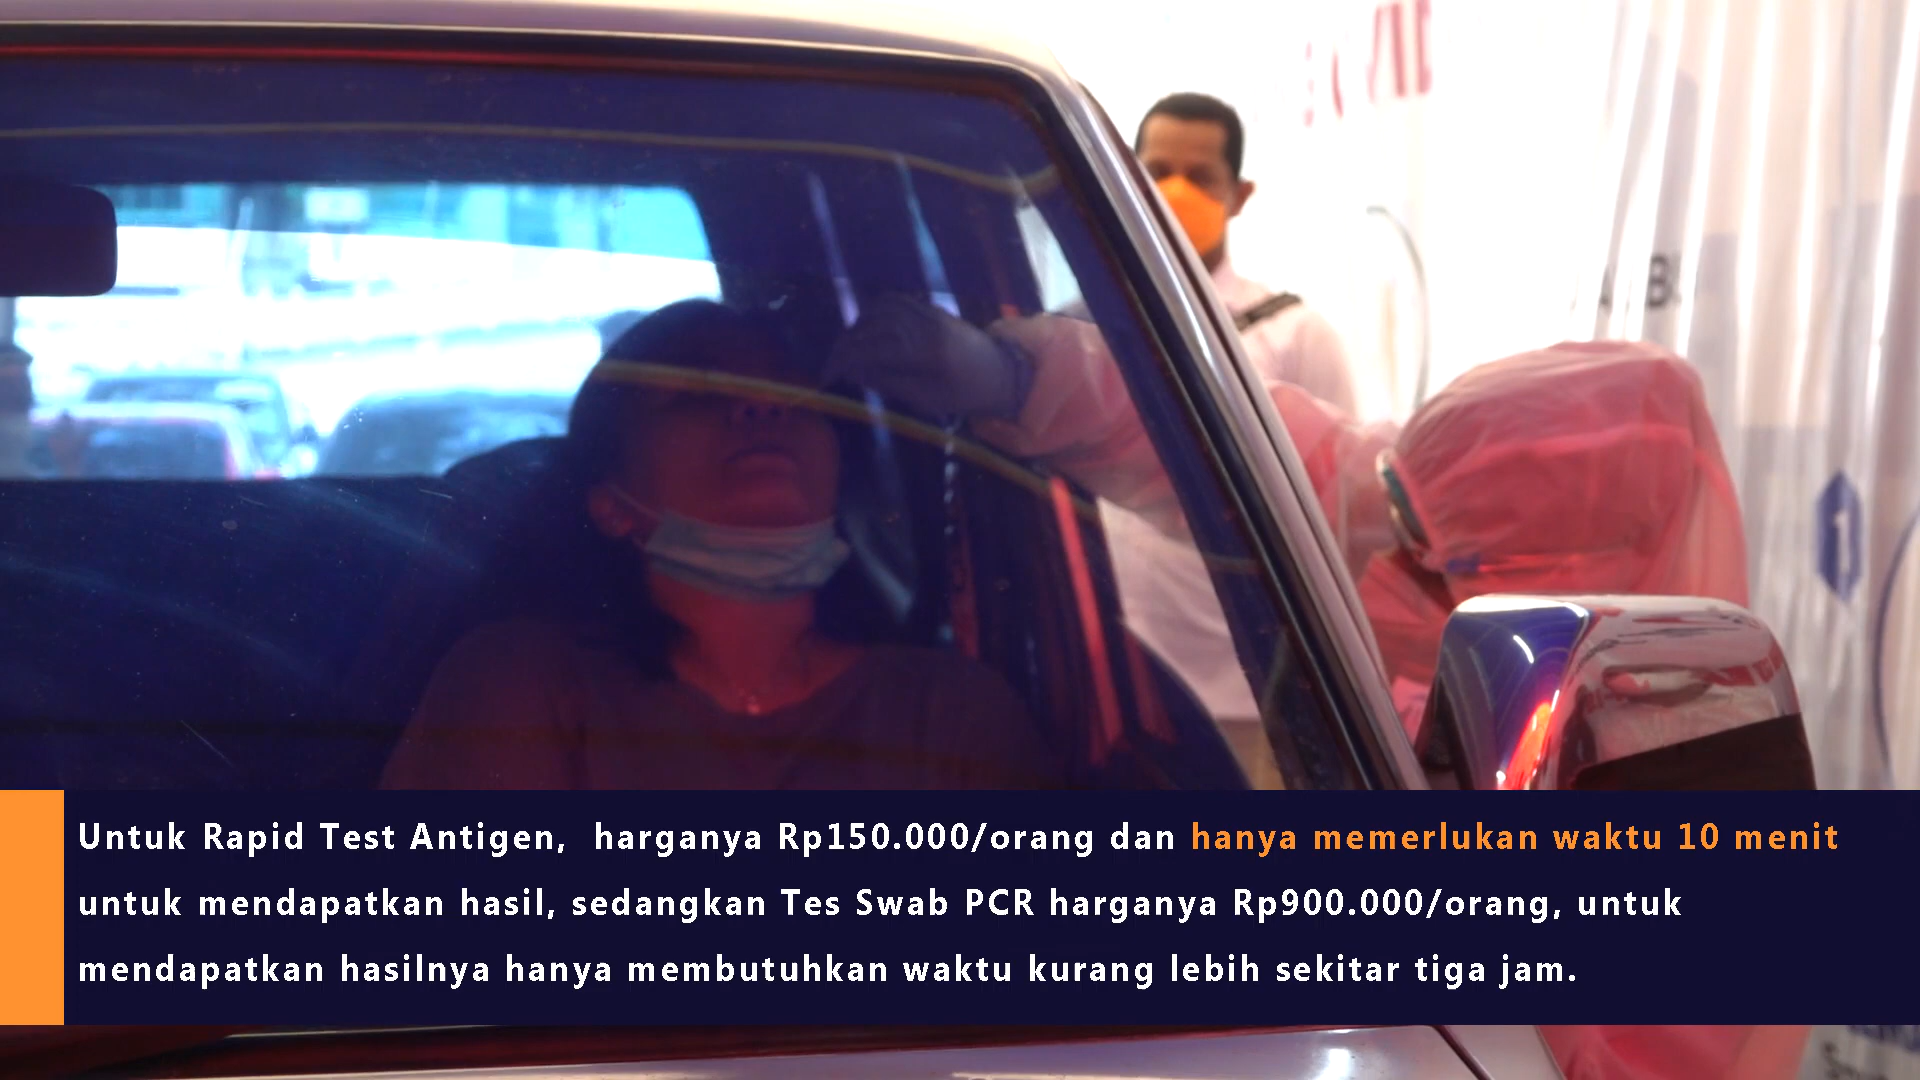 Untuk Rapid Test Antigen,  harganya Rp150.000/orang dan hanya memerlukan waktu 10 menit
untuk mendapatkan hasil, sedangkan Tes Swab PCR harganya Rp900.000/orang, untuk
mendapatkan hasilnya hanya membutuhkan waktu kurang lebih sekitar tiga jam.
1